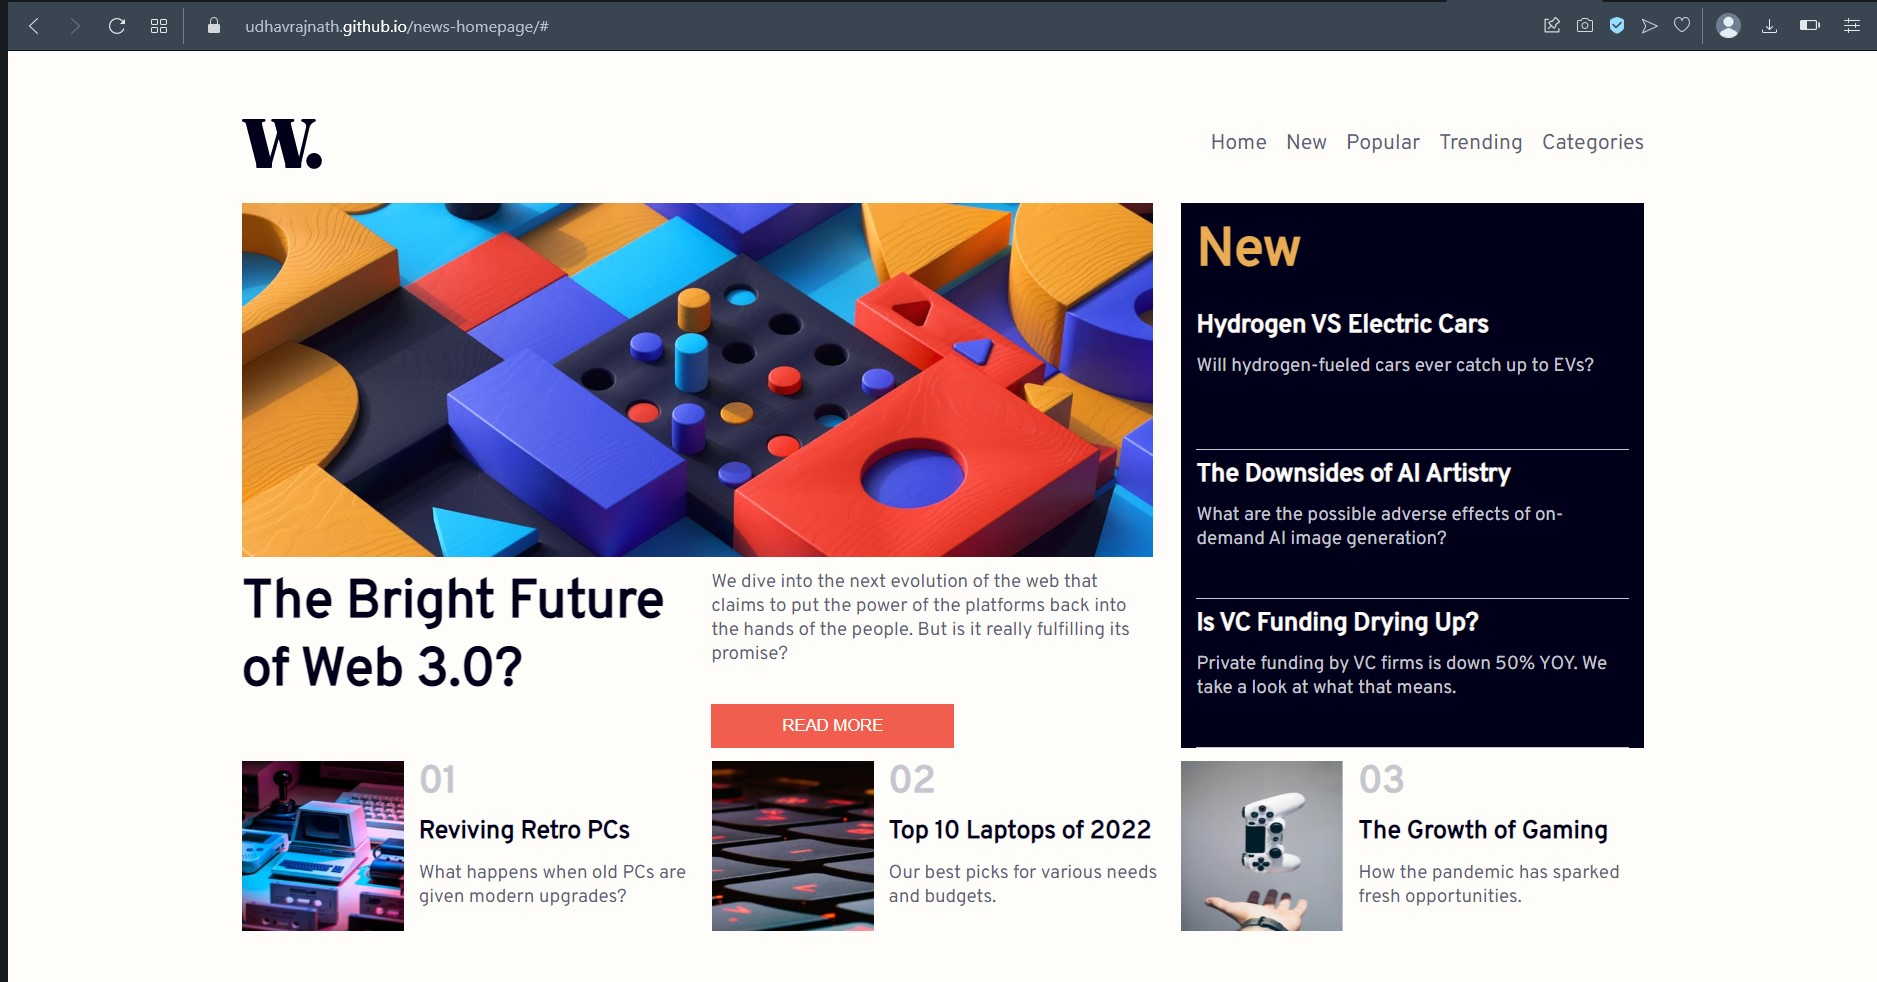 udhavrajnath.github.io/news-homepage/#
W.
Home New Popular Trending Categories
New
Hydrogen VS Electric Cars
Will hydrogen-fueled cars ever catch up to EVs?
The Downsides of AI Artistry
What are the possible adverse effects of on-
demand AI image generation?
Is VC Funding Drying Up?
Private funding by VC firms is down 50% YOY. We
take a look at what that means.
The Bright Future
of Web 3.0?
We dive into the next evolution of the web that
claims to put the power of the platforms back into
the hands of the people. But is it really fulfilling its
promise?
READ MORE
01
Reviving Retro PCs
What happens when old PCs are
given modern upgrades?
02
Top 10 Laptops of 2022
Our best picks for various needs
and budgets.
03
The Growth of Gaming
How the pandemic has sparked
fresh opportunities.